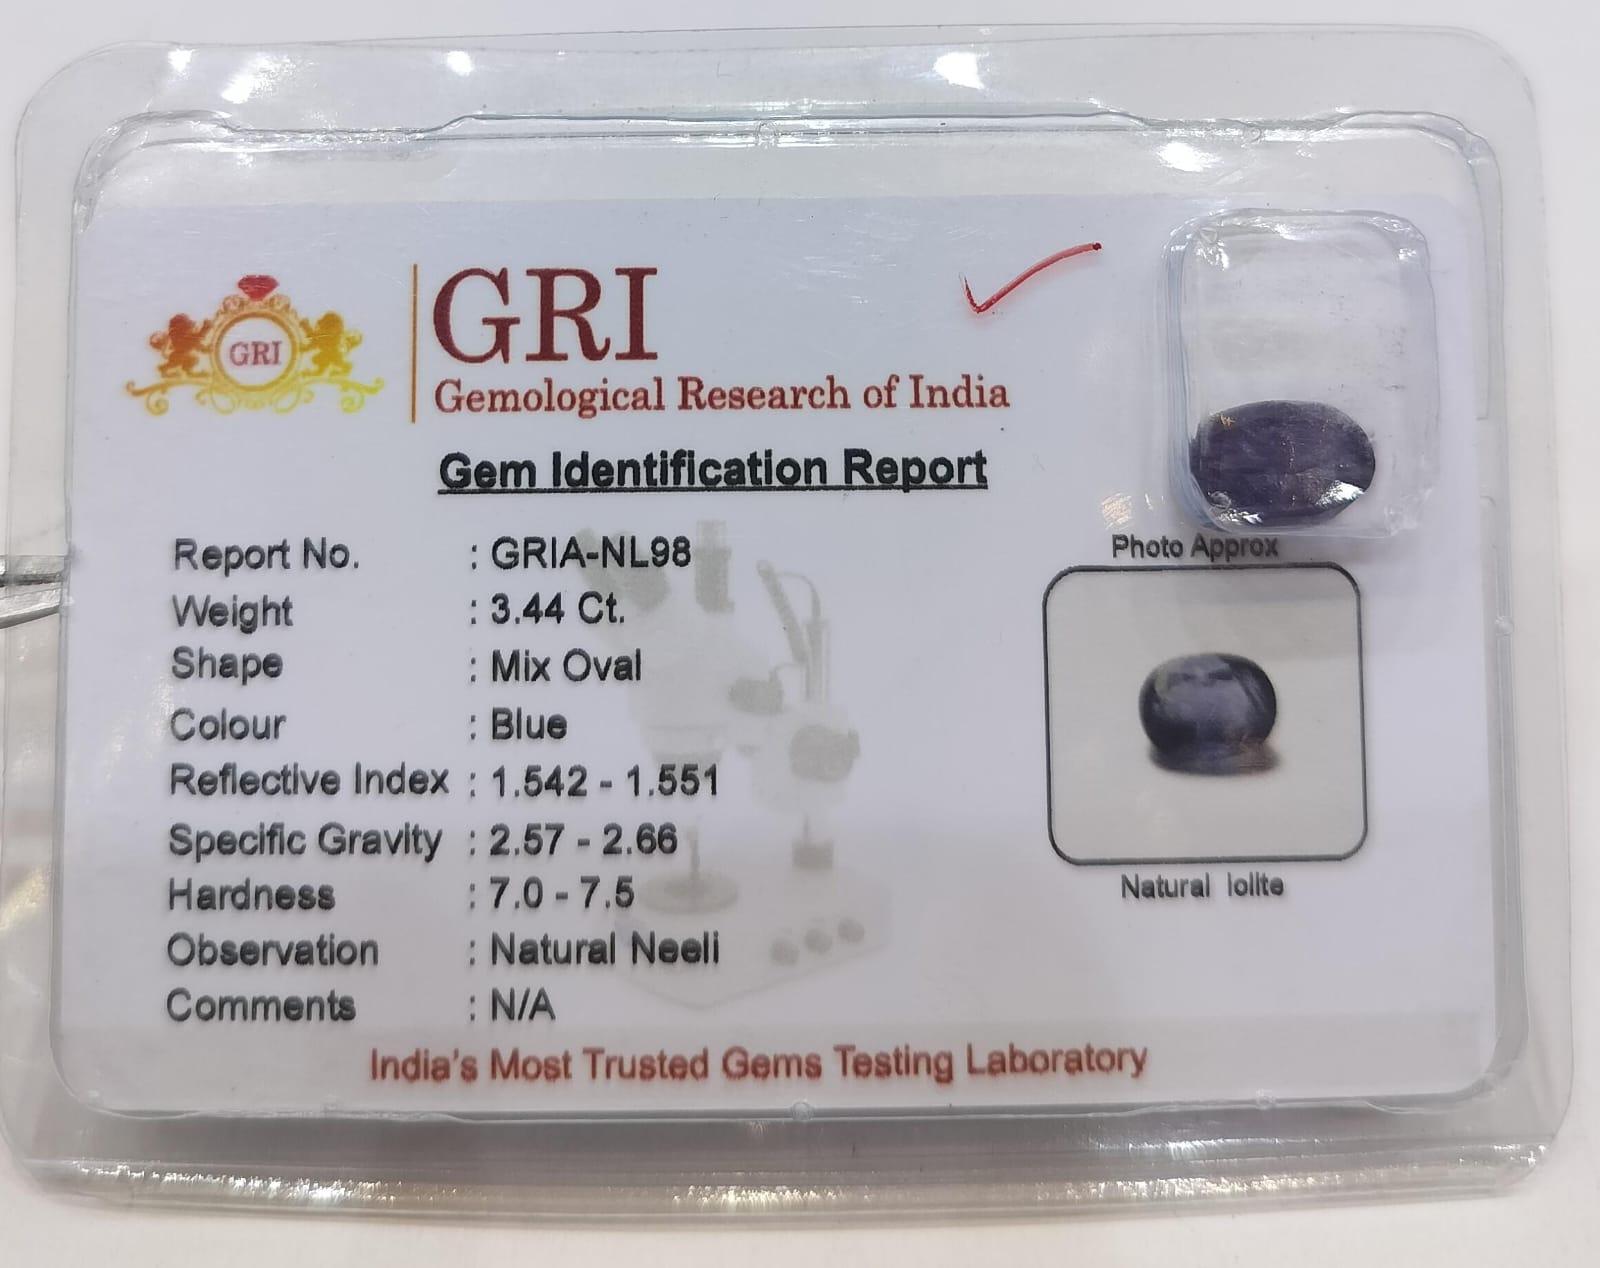 GRI
GRI
Gemological Research of India
Gem Identification Report
Report No. : GRIA-NL98
Weight : 3.44 Ct.
Shape : Mix Oval
Colour : Blue
Reflective Index : 1.542 - 1.551
Specific Gravity : 2.57 - 2.66
Hardness : 7.0 - 7.5
Observation : Natural Neeli
Comments : N/A
Photo Approx
Natural Iolite
India's Most Trusted Gems Testing Laboratory